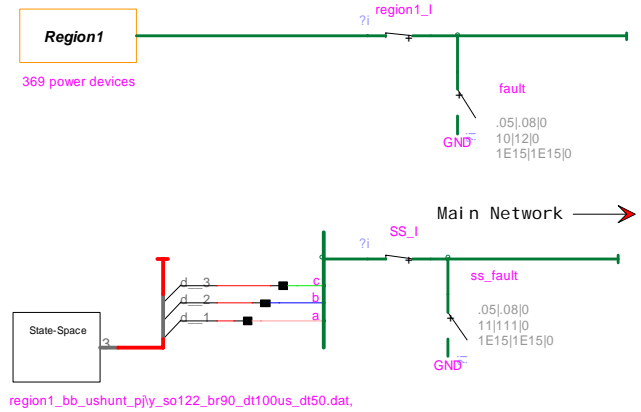 Region1
?i
region1_I
369 power devices
fault
.05|.08|0
10|12|0
1E15|1E15|0
GND
Main Network
?i
SS_I
d__3
c
d__2
b
d__1
a
ss_fault
.05|.08|0
11|111|0
1E15|1E15|0
State-Space
3
GND
region1_bb_ushunt_pj\y_so122_br90_dt100us_dt50.dat,